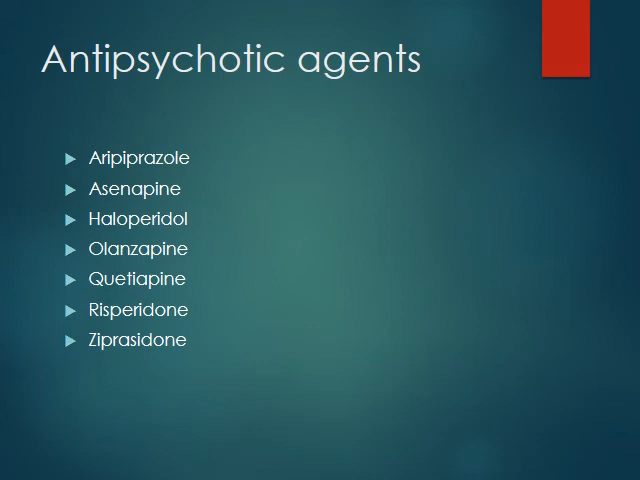 Antipsychotic agents
Aripiprazole
Asenapine
Haloperidol
Olanzapine
Quetiapine
Risperidone
Ziprasidone